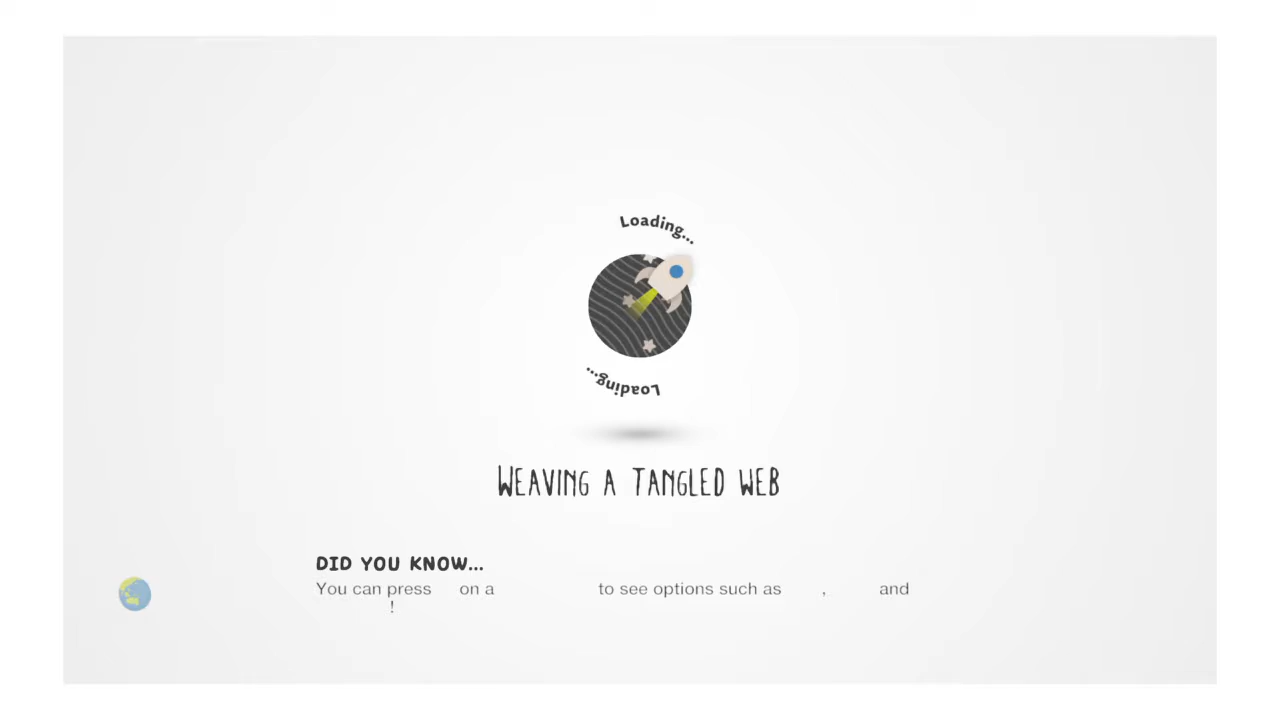 Loading...
Loading...
WEAVING A TANGLED WEB
DID YOU KNOW...
You can press on a to see options such as , and
!